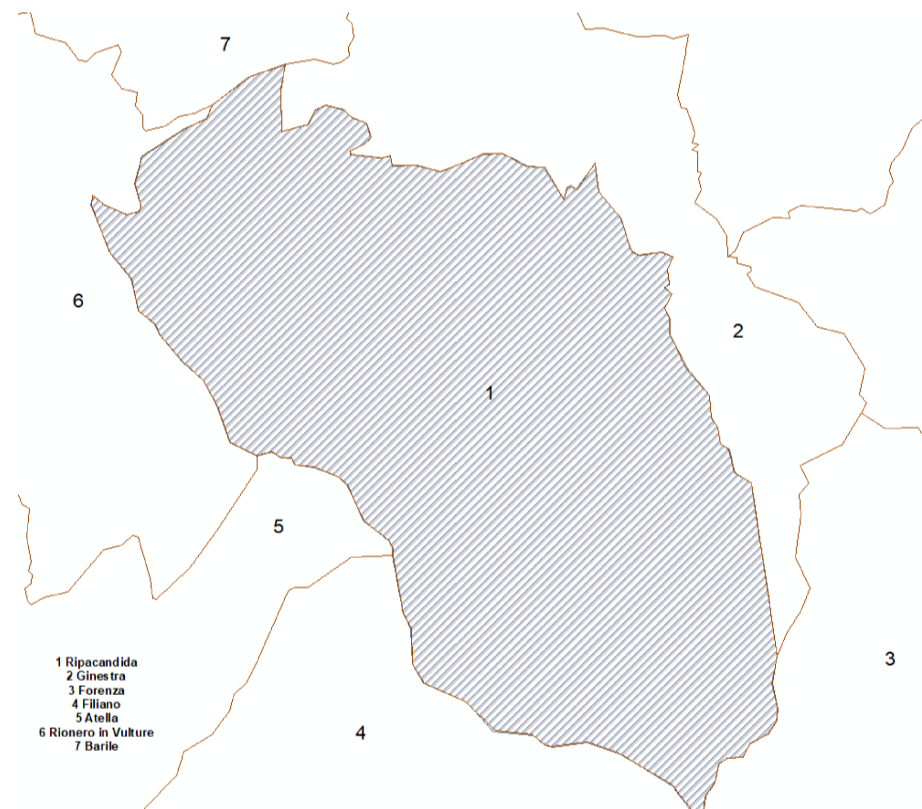 7
6
2
1
5
3
4
1 Ripacandida
2 Ginestra
3 Forenza
4 Filiano
5 Atella
6 Rionero in Vulture
7 Barile